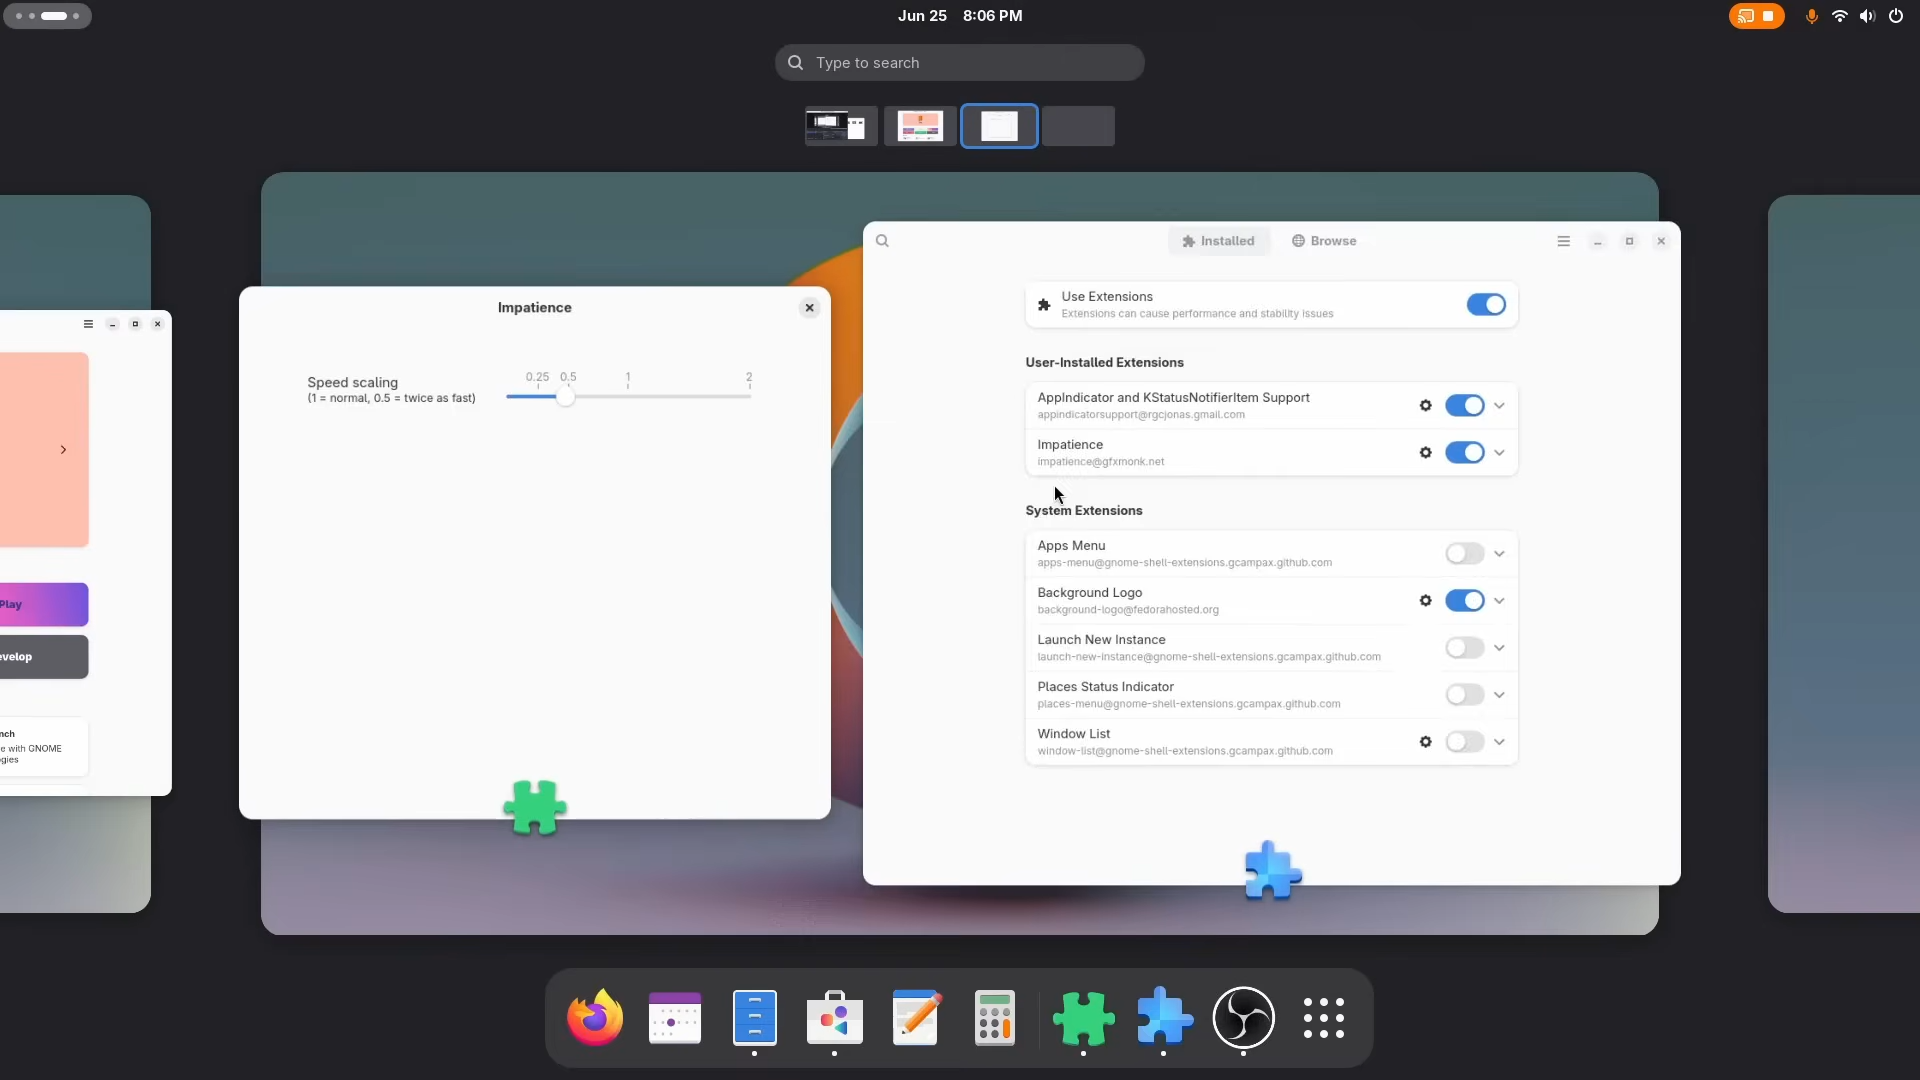 Jun 25 8:06 PM
Type to search
Play
evelop
nch
e with GNOME
gies
Impatience
Speed scaling
(1 = normal, 0.5 = twice as fast)
0.25 0.5 1 2
Installed Browse
Use Extensions
Extensions can cause performance and stability issues
User-Installed Extensions
AppIndicator and KStatusNotifierItem Support
appindicatorsupport@rgcjonas.gmail.com
Impatience
impatience@gfxmonk.net
System Extensions
Apps Menu
apps-menu@gnome-shell-extensions.gcampax.github.com
Background Logo
background-logo@fedorahosted.org
Launch New Instance
launch-new-instance@gnome-shell-extensions.gcampax.github.com
Places Status Indicator
places-menu@gnome-shell-extensions.gcampax.github.com
Window List
window-list@gnome-shell-extensions.gcampax.github.com